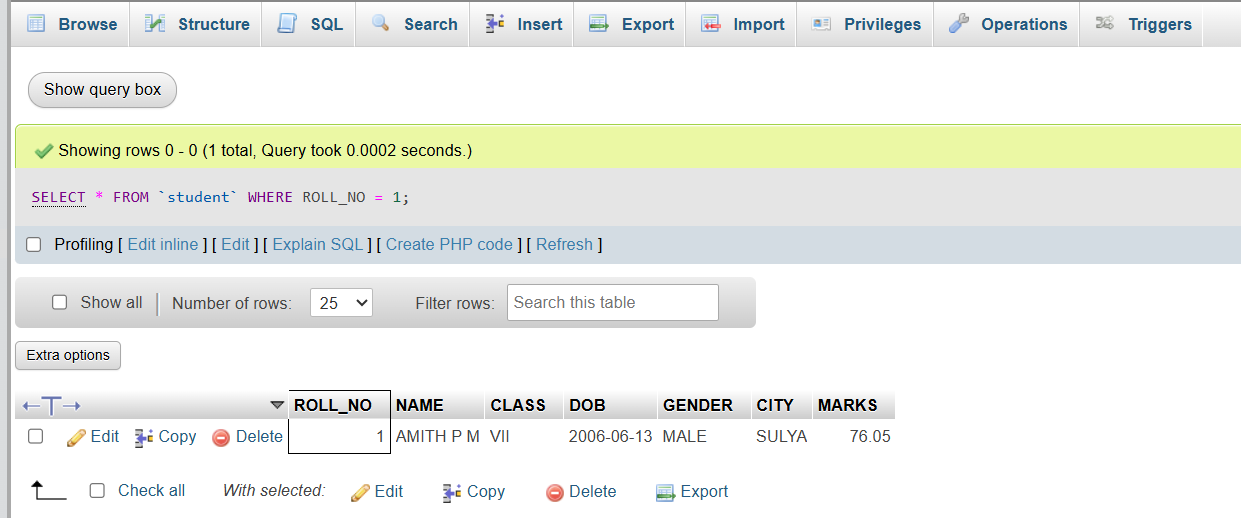 Browse Structure SQL Search Insert Export Import Privileges Operations Triggers
Show query box
Showing rows 0 - 0 (1 total, Query took 0.0002 seconds.)
SELECT * FROM `student` WHERE ROLL_NO = 1;
Profiling [ Edit inline ] [ Edit ] [ Explain SQL ] [ Create PHP code ] [ Refresh ]
Show all Number of rows: 25 Filter rows: Search this table
Extra options
ROLL_NO NAME CLASS DOB GENDER CITY MARKS
Edit Copy Delete 1 AMITH P M VII 2006-06-13 MALE SULYA 76.05
Check all With selected: Edit Copy Delete Export